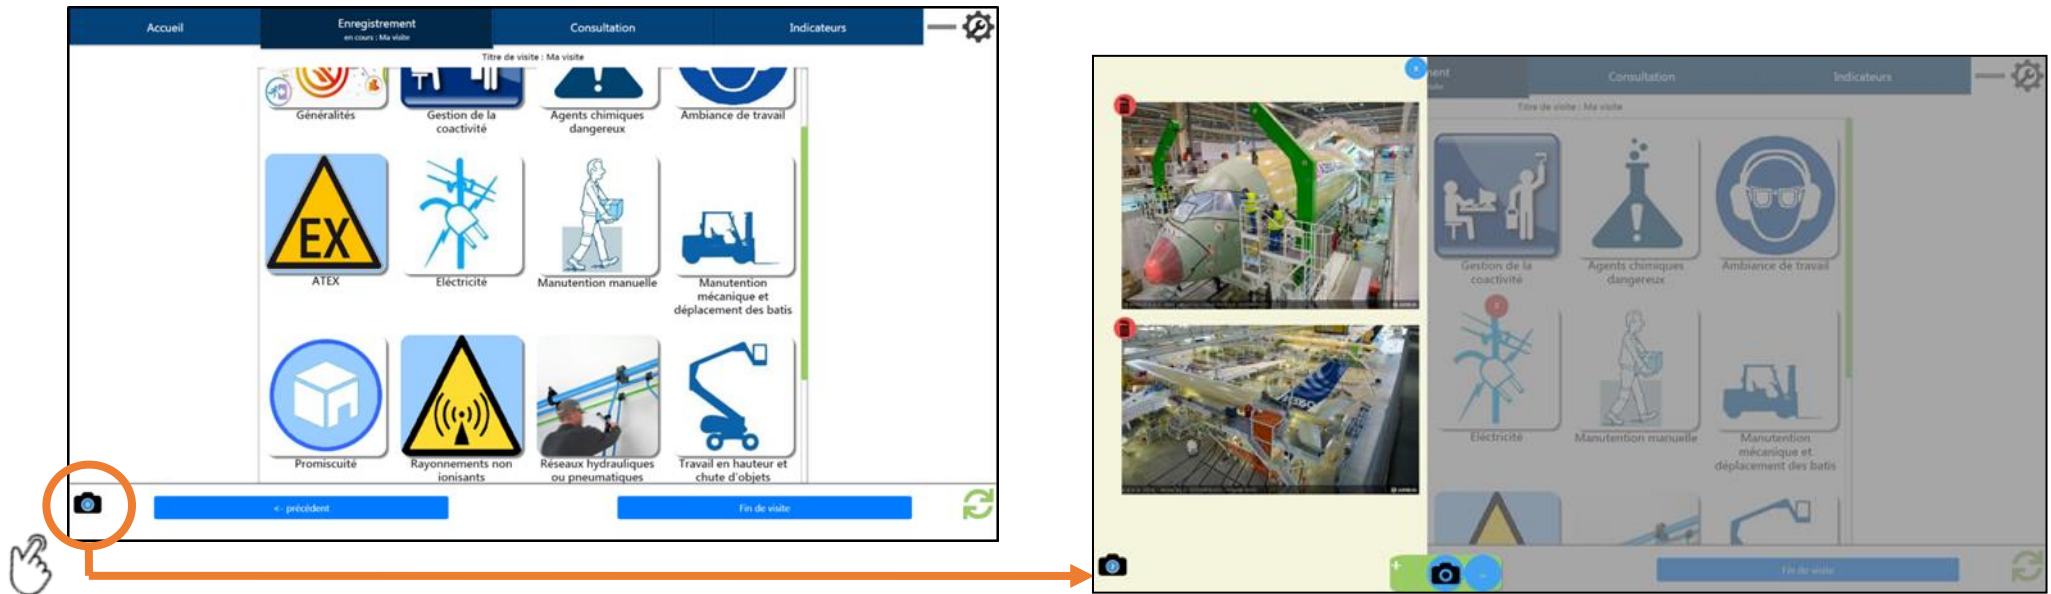 Accueil
Enregistrement
en cours : Ma visite
Consultation
Indicateurs
Titre de visite : Ma visite
Généralités
Gestion de la
coactivité
Agents chimiques
dangereux
Ambiance de travail
EX
ATEX
Eléctricité
Manutention manuelle
Manutention
mécanique et
déplacement des batis
Promiscuité
Rayonnements non
ionisants
Réseaux hydrauliques
ou pneumatiques
Travail en hauteur et
chute d'objets
<- précédent
Fin de visite
ment
Consultation
Indicateurs
Titre de visite : Ma visite
Gestion de la
coactivité
Agents chimiques
dangereux
Ambiance de travail
Eléctricité
Manutention manuelle
Manutention
mécanique et
déplacement des batis
+
Fin de visite